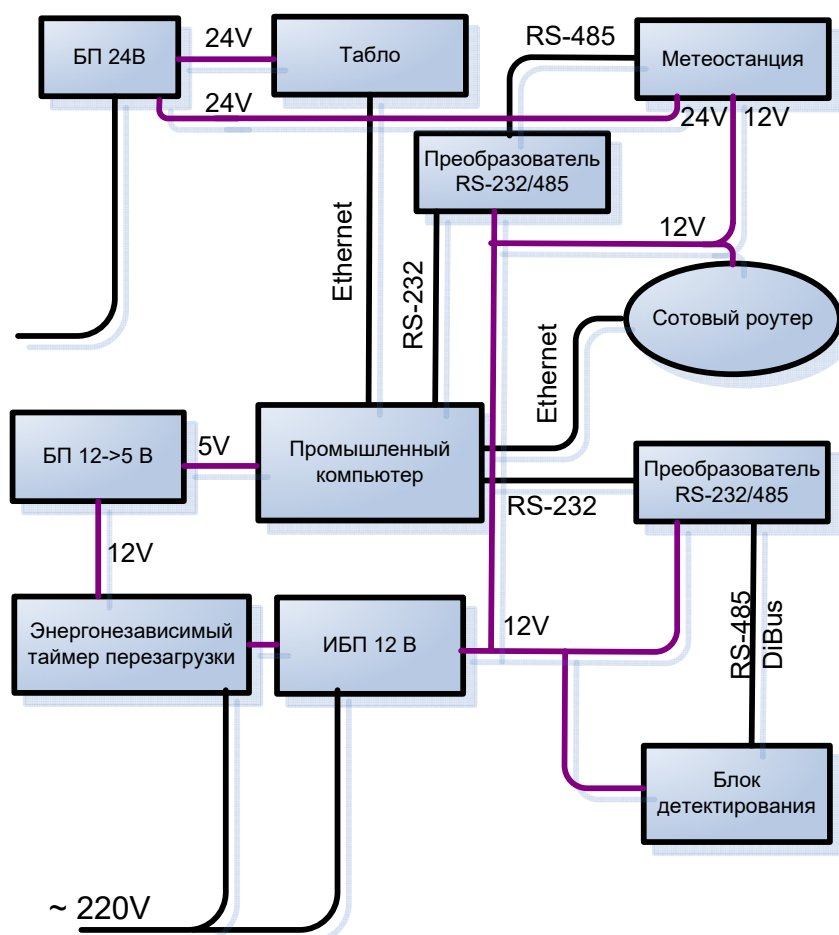 БП 24В
24V
Табло
RS-485
Метеостанция
24V
24V
12V
Преобразователь
RS-232/485
12V
Ethernet
RS-232
Сотовый роутер
Ethernet
БП 12->5 В
5V
Промышленный
компьютер
Преобразователь
RS-232/485
RS-232
12V
Энергонезависимый
таймер перезагрузки
ИБП 12 В
12V
RS-485
DiBus
Блок
детектирования
~ 220V